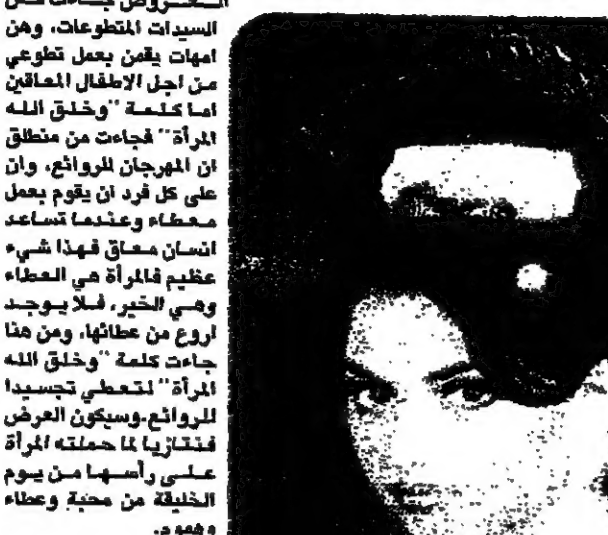 السيدات المتطوعات، وهن
امهات يقمن بعمل تطوعي
من اجل الاطفال المعاقين
اما كلمة "وخلق الله
المرأة" فجاءت من منطلق
ان المهرجان للروائع، وان
على كل فرد ان يقوم بعمل
معطاء وعندما تساعد
انسان معاق فهذا شيء
عظيم فالمرأة هي العطاء
وهي الخير، فلا يوجد
اروع من عطائها، ومن هنا
جاءت كلمة "وخلق الله
المرأة" لتعطي تجسيدا
للروائع.وسيكون العرض
فنتازيا لما حملته المرأة
على رأسها من يوم
الخليقة من محبة وعطاء